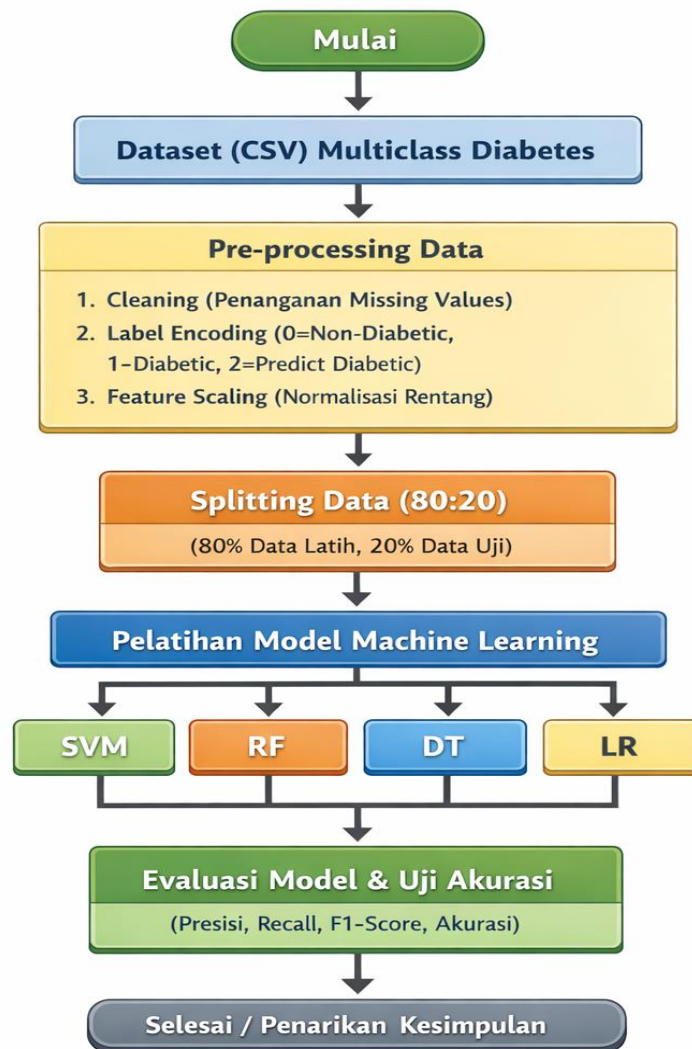 Mulai
Dataset (CSV) Multiclass Diabetes
Pre-processing Data
1. Cleaning (Penanganan Missing Values)
2. Label Encoding (0=Non-Diabetic,
1-Diabetic, 2=Predict Diabetic)
3. Feature Scaling (Normalisasi Rentang)
Splitting Data (80:20)
(80% Data Latih, 20% Data Uji)
Pelatihan Model Machine Learning
SVM
RF
DT
LR
Evaluasi Model & Uji Akurasi
(Presisi, Recall, F1-Score, Akurasi)
Selesai / Penarikan Kesimpulan